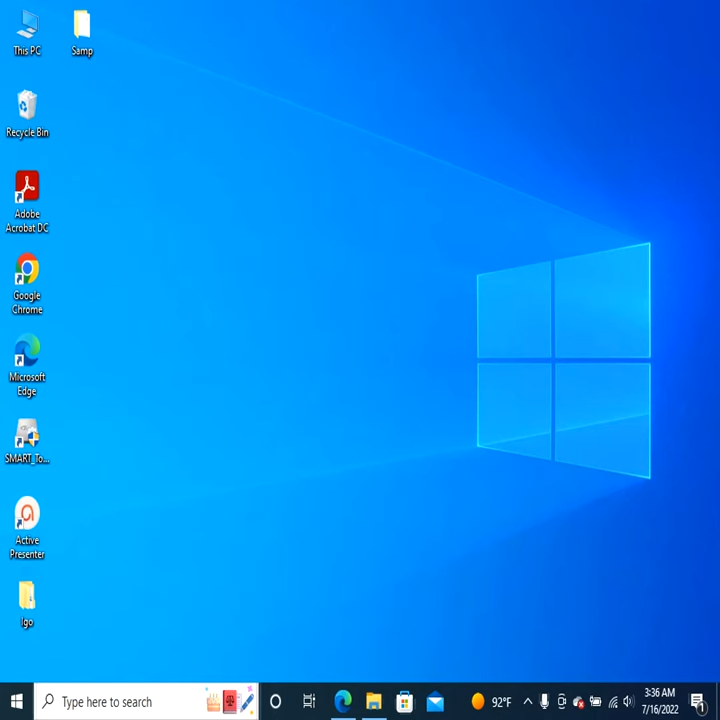 This PC
Samp
Recycle Bin
Adobe
Acrobat DC
Google
Chrome
Microsoft
Edge
SMART_To...
Active
Presenter
Igo
Type here to search
92°F
3:36 AM
7/16/2022
1